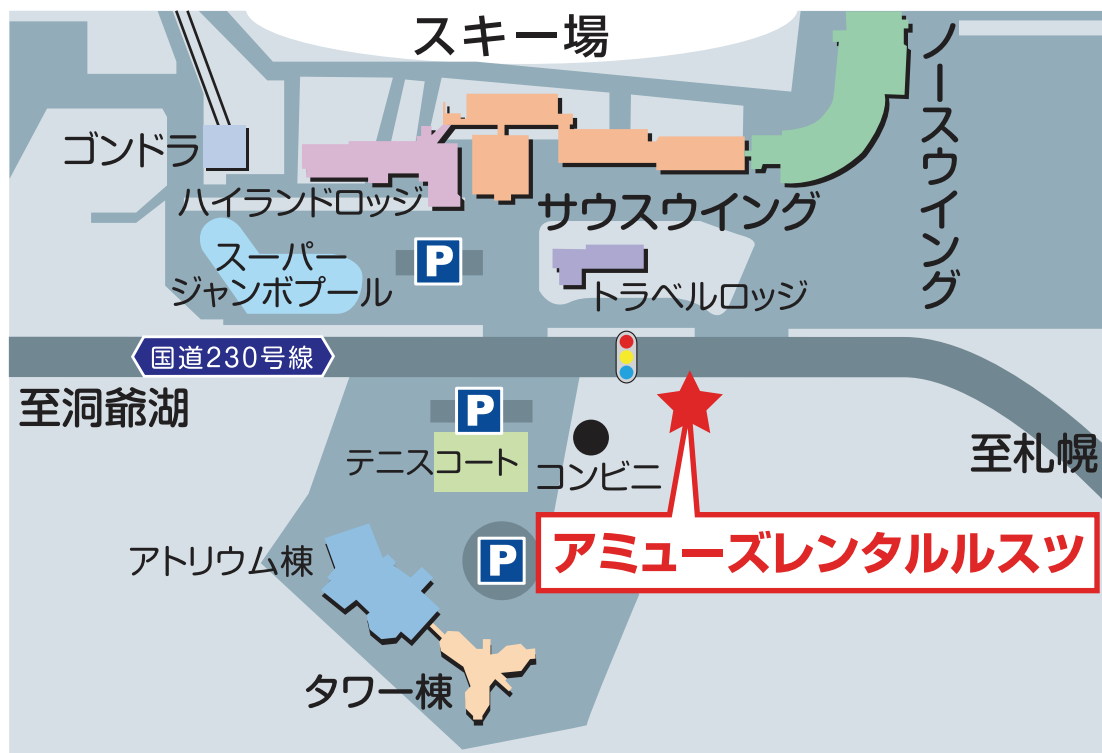 スキー場
ノースウイング
ゴンドラ
ハイランドロッジ
サウスウイング
スーパー
ジャンボプール
P
トラベルロッジ
国道230号線
至洞爺湖
P
テニスコート
コンビニ
至札幌
アミューズレンタルルスツ
アトリウム棟
P
タワー棟